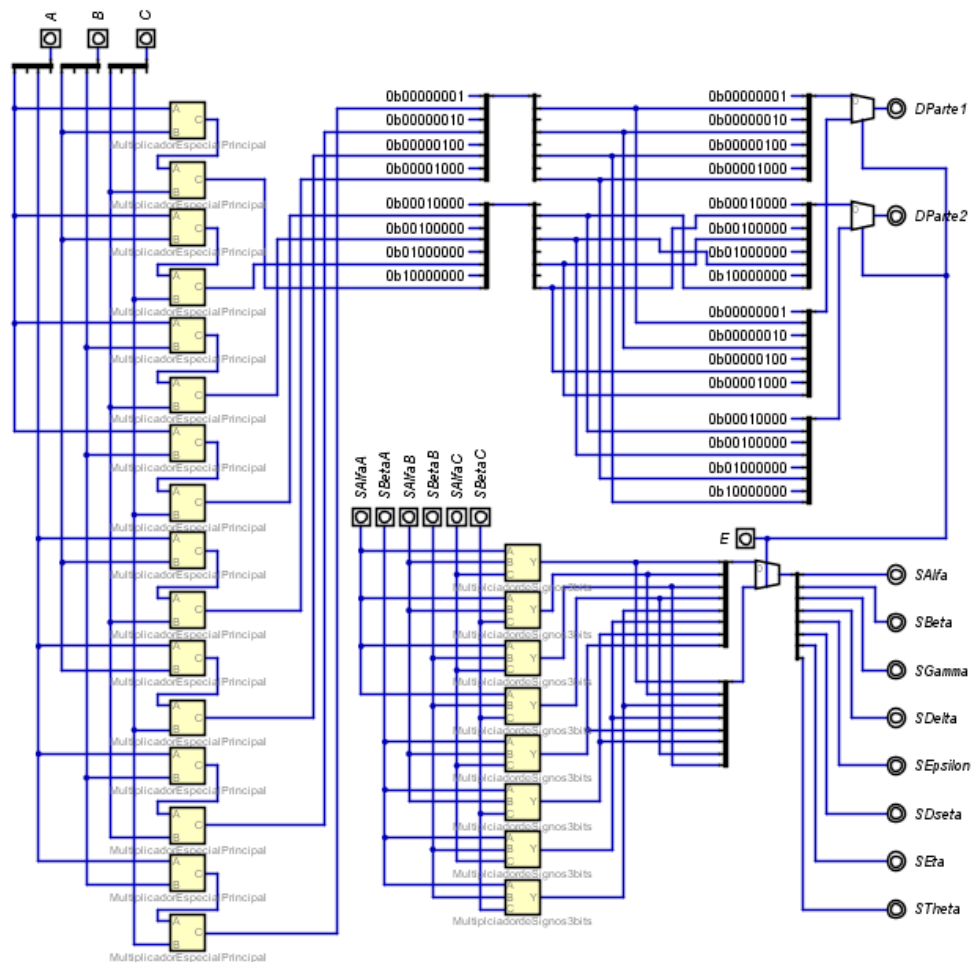 A
B
C
A
B
C
MultiplicadorEspecialPrincipal
A
B
C
MultiplicadorEspecialPrincipal
A
B
C
MultiplicadorEspecialPrincipal
A
B
C
MultiplicadorEspecialPrincipal
A
B
C
MultiplicadorEspecialPrincipal
A
B
C
MultiplicadorEspecialPrincipal
A
B
C
MultiplicadorEspecialPrincipal
A
B
C
MultiplicadorEspecialPrincipal
A
B
C
MultiplicadorEspecialPrincipal
A
B
C
MultiplicadorEspecialPrincipal
A
B
C
MultiplicadorEspecialPrincipal
A
B
C
MultiplicadorEspecialPrincipal
A
B
C
MultiplicadorEspecialPrincipal
A
B
C
MultiplicadorEspecialPrincipal
A
B
C
MultiplicadorEspecialPrincipal
A
B
C
MultiplicadorEspecialPrincipal
0b00000001
0b00000010
0b00000100
0b00001000
0b00010000
0b00100000
0b01000000
0b10000000
0b00000001
0b00000010
0b00000100
0b00001000
0b00010000
0b00100000
0b01000000
0b10000000
0b00000001
0b00000010
0b00000100
0b00001000
0b00010000
0b00100000
0b01000000
0b10000000
0
DParte1
0
DParte2
SAlfaA
SBetaA
SAlfaB
SBetaB
SAlfaC
SBetaC
A
B
C
Y
MultiplciadordeSignos3bits
A
B
C
Y
MultiplciadordeSignos3bits
A
B
C
Y
MultiplciadordeSignos3bits
A
B
C
Y
MultiplciadordeSignos3bits
A
B
C
Y
MultiplciadordeSignos3bits
A
B
C
Y
MultiplciadordeSignos3bits
A
B
C
Y
MultiplciadordeSignos3bits
A
B
C
Y
MultiplciadordeSignos3bits
E
0
SAlfa
SBeta
SGamma
SDelta
SEpsilon
SDseta
SEta
STheta